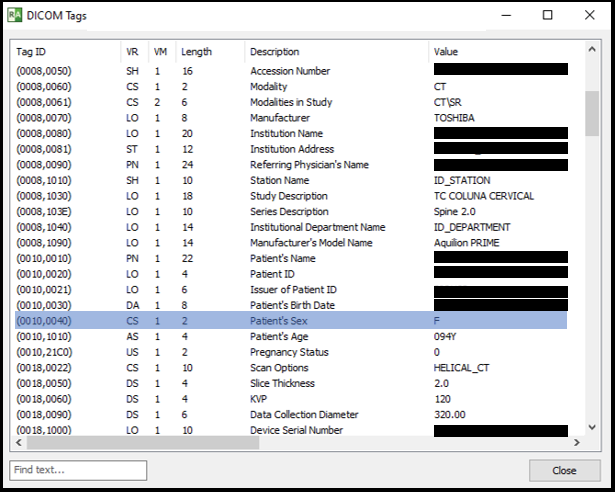 RA DICOM Tags
Tag ID VR VM Length Description Value
(0008,0050) SH 1 16 Accession Number
(0008,0060) CS 1 2 Modality CT
(0008,0061) CS 2 6 Modalities in Study CT\SR
(0008,0070) LO 1 8 Manufacturer TOSHIBA
(0008,0080) LO 1 20 Institution Name
(0008,0081) ST 1 12 Institution Address
(0008,0090) PN 1 24 Referring Physician's Name
(0008,1010) SH 1 10 Station Name ID_STATION
(0008,1030) LO 1 18 Study Description TC COLUNA CERVICAL
(0008,103E) LO 1 10 Series Description Spine 2.0
(0008,1040) LO 1 14 Institutional Department Name ID_DEPARTMENT
(0008,1090) LO 1 14 Manufacturer's Model Name Aquilion PRIME
(0010,0010) PN 1 22 Patient's Name
(0010,0020) LO 1 4 Patient ID
(0010,0021) LO 1 6 Issuer of Patient ID
(0010,0030) DA 1 8 Patient's Birth Date
(0010,0040) CS 1 2 Patient's Sex F
(0010,1010) AS 1 4 Patient's Age 094Y
(0010,21C0) US 1 2 Pregnancy Status 0
(0018,0022) CS 1 10 Scan Options HELICAL_CT
(0018,0050) DS 1 4 Slice Thickness 2.0
(0018,0060) DS 1 4 KVP 120
(0018,0090) DS 1 6 Data Collection Diameter 320.00
(0018,1000) LO 1 10 Device Serial Number
Find text... Close